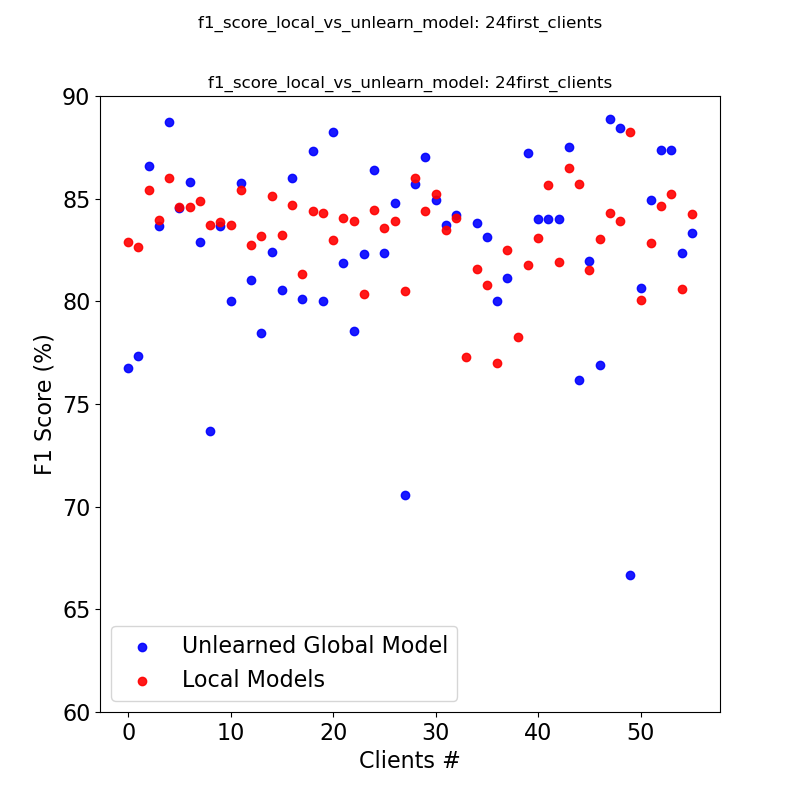 f1_score_local_vs_unlearn_model: 24first_clients
f1_score_local_vs_unlearn_model: 24first_clients
90
85
80
75
70
65
60
F1 Score (%)
Unlearned Global Model
Local Models
0 10 20 30 40 50
Clients #